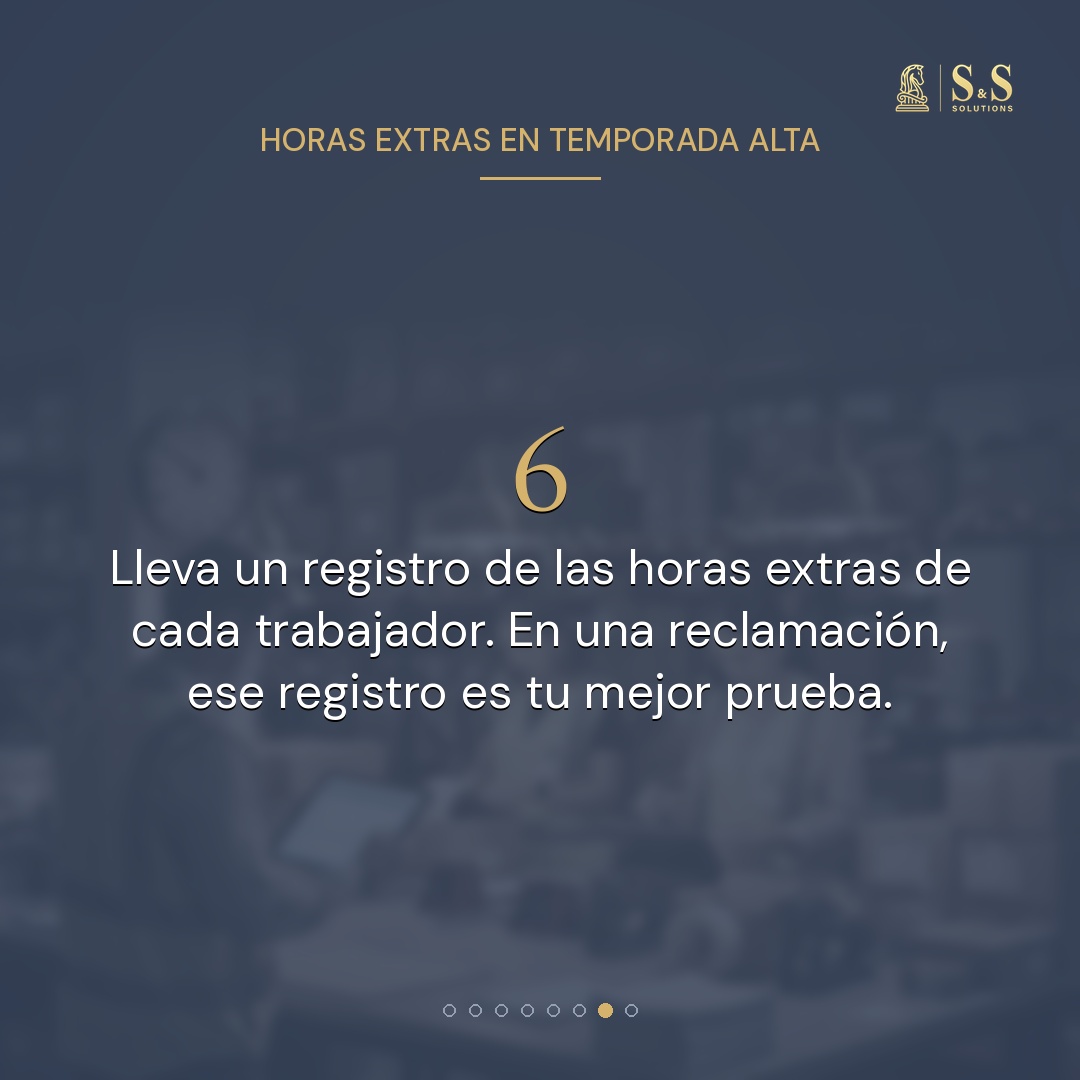 S&S
SOLUTIONS
HORAS EXTRAS EN TEMPORADA ALTA
6
Lleva un registro de las horas extras de
cada trabajador. En una reclamación,
ese registro es tu mejor prueba.